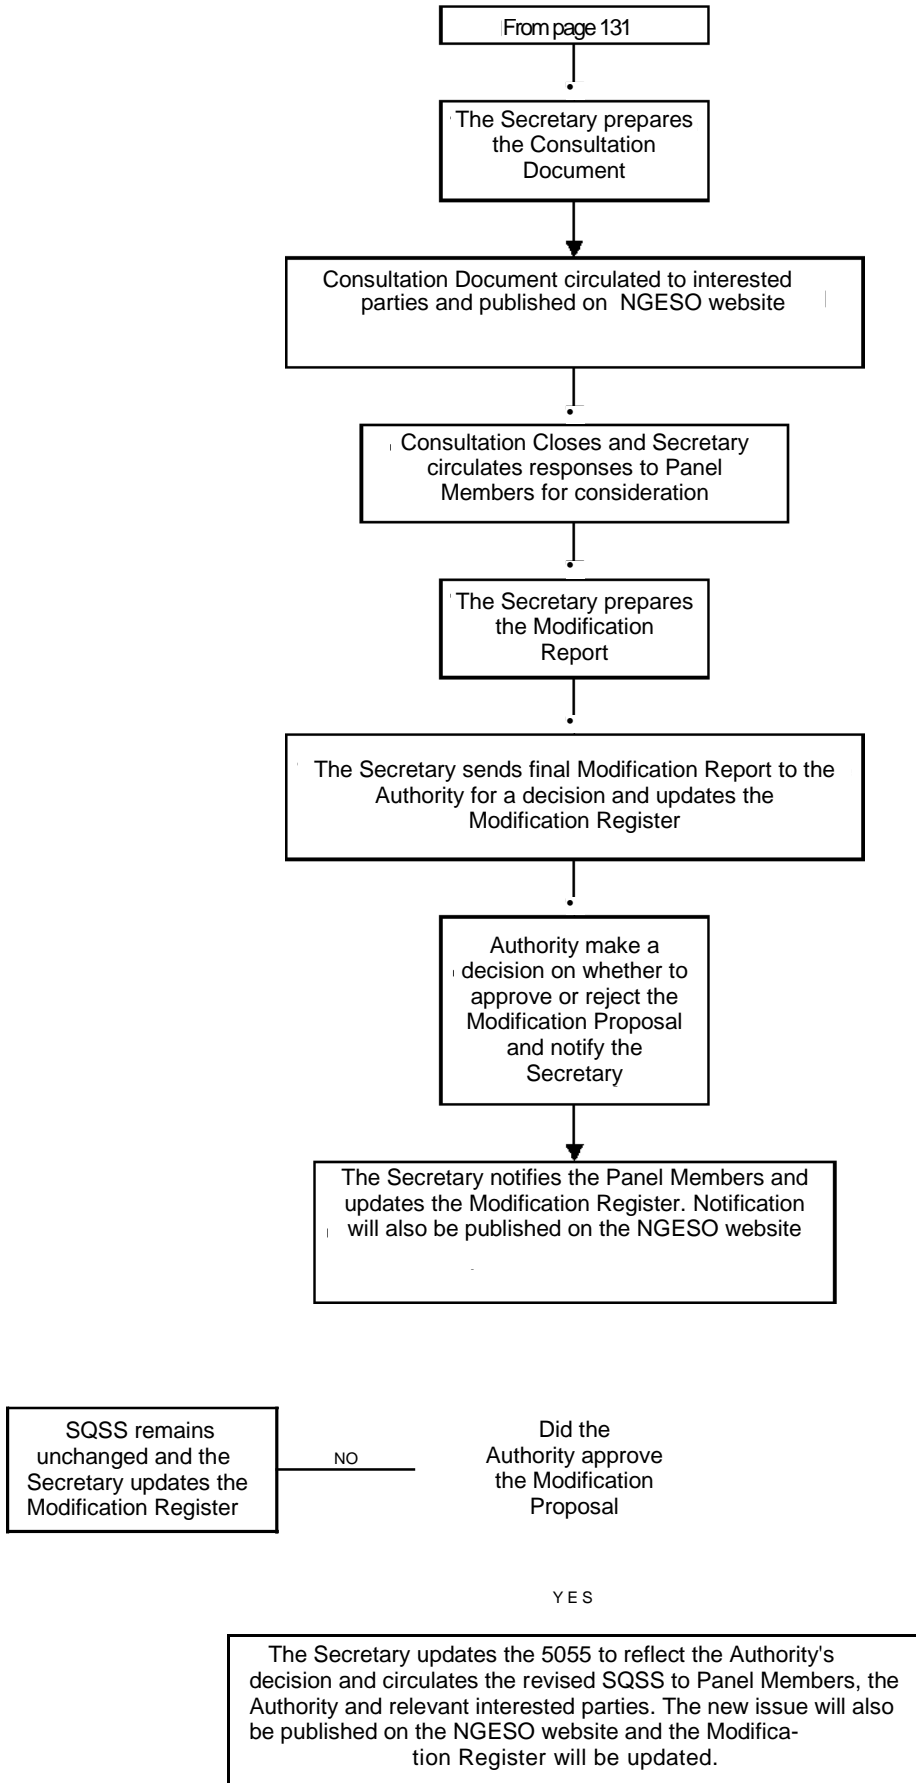 From page 131
The Secretary prepares
the Consultation
Document
Consultation Document circulated to interested
parties and published on NGESO website
Consultation Closes and Secretary
circulates responses to Panel
Members for consideration
The Secretary prepares
the Modification
Report
The Secretary sends final Modification Report to the
Authority for a decision and updates the
Modification Register
Authority make a
decision on whether to
approve or reject the
Modification Proposal
and notify the
Secretary
The Secretary notifies the Panel Members and
updates the Modification Register. Notification
will also be published on the NGESO website
SQSS remains
unchanged and the
Secretary updates the
Modification Register
NO
Did the
Authority approve
the Modification
Proposal
YES
The Secretary updates the 5055 to reflect the Authority's
decision and circulates the revised SQSS to Panel Members, the
Authority and relevant interested parties. The new issue will also
be published on the NGESO website and the Modifica-
tion Register will be updated.